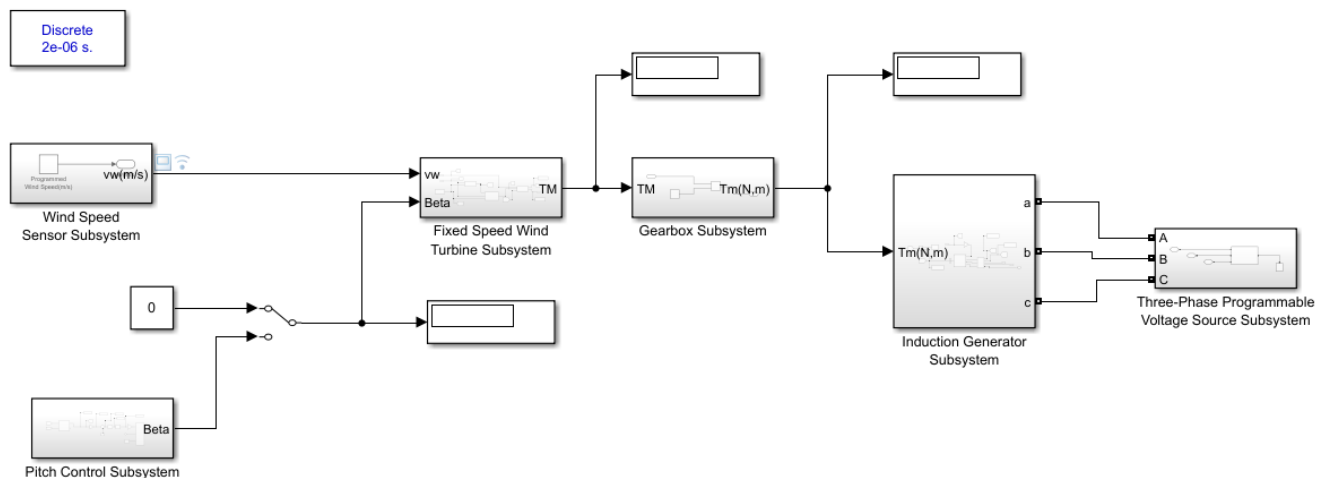 Discrete
2e-06 s.
Programmed
Wind Speed(m/s)
vw(m/s)
Wind Speed
Sensor Subsystem
vw
Beta
TM
Fixed Speed Wind
Turbine Subsystem
TM
Tm(N,m)
Gearbox Subsystem
Tm(N,m)
a
b
c
Induction Generator
Subsystem
A
B
C
Three-Phase Programmable
Voltage Source Subsystem
0
Beta
Pitch Control Subsystem